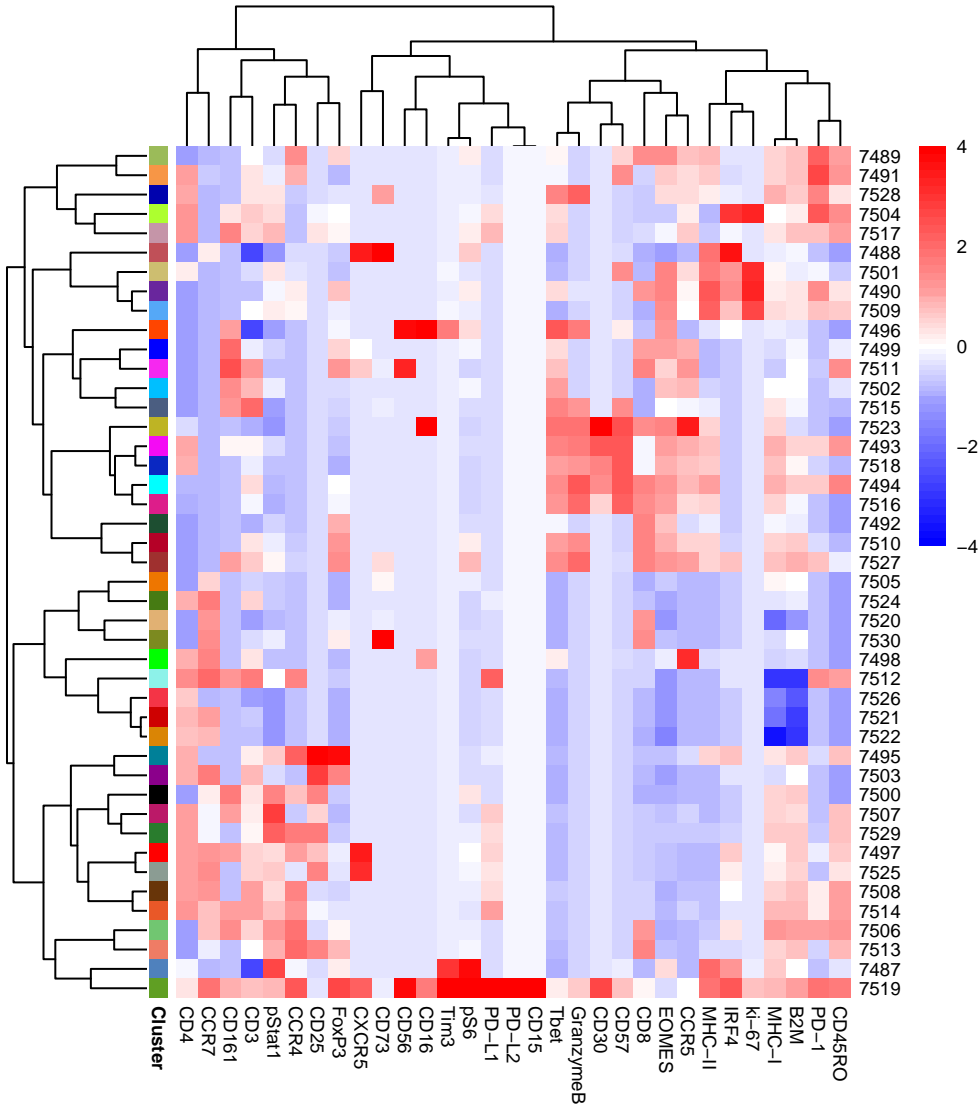 7489
7491
7528
7504
7517
7488
7501
7490
7509
7496
7499
7511
7502
7515
7523
7493
7518
7494
7516
7492
7510
7527
7505
7524
7520
7530
7498
7512
7526
7521
7522
7495
7503
7500
7507
7529
7497
7525
7508
7514
7506
7513
7487
7519
4
2
0
−2
−4
Cluster
CD4
CCR7
CD161
CD3
pStat1
CCR4
CD25
FoxP3
CXCR5
CD73
CD56
CD16
Tim3
pS6
PD−L1
PD−L2
CD15
Tbet
GranzymeB
CD30
CD57
CD8
EOMES
CCR5
MHC−II
IRF4
ki−67
MHC−I
B2M
PD−1
CD45RO